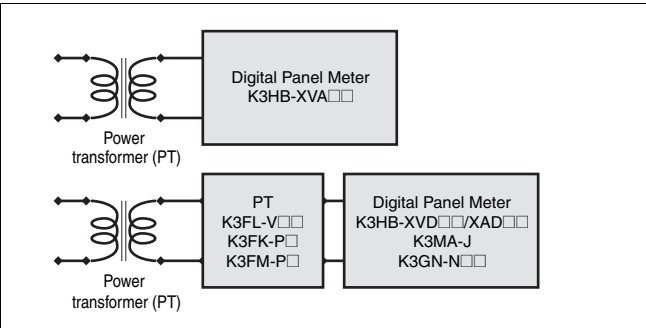 Digital Panel Meter
K3HB-XVA□□
Power
transformer (PT)
PT
K3FL-V□□
K3FK-P□
K3FM-P□
Digital Panel Meter
K3HB-XVD□□/XAD□□
K3MA-J
K3GN-N□□
Power
transformer (PT)